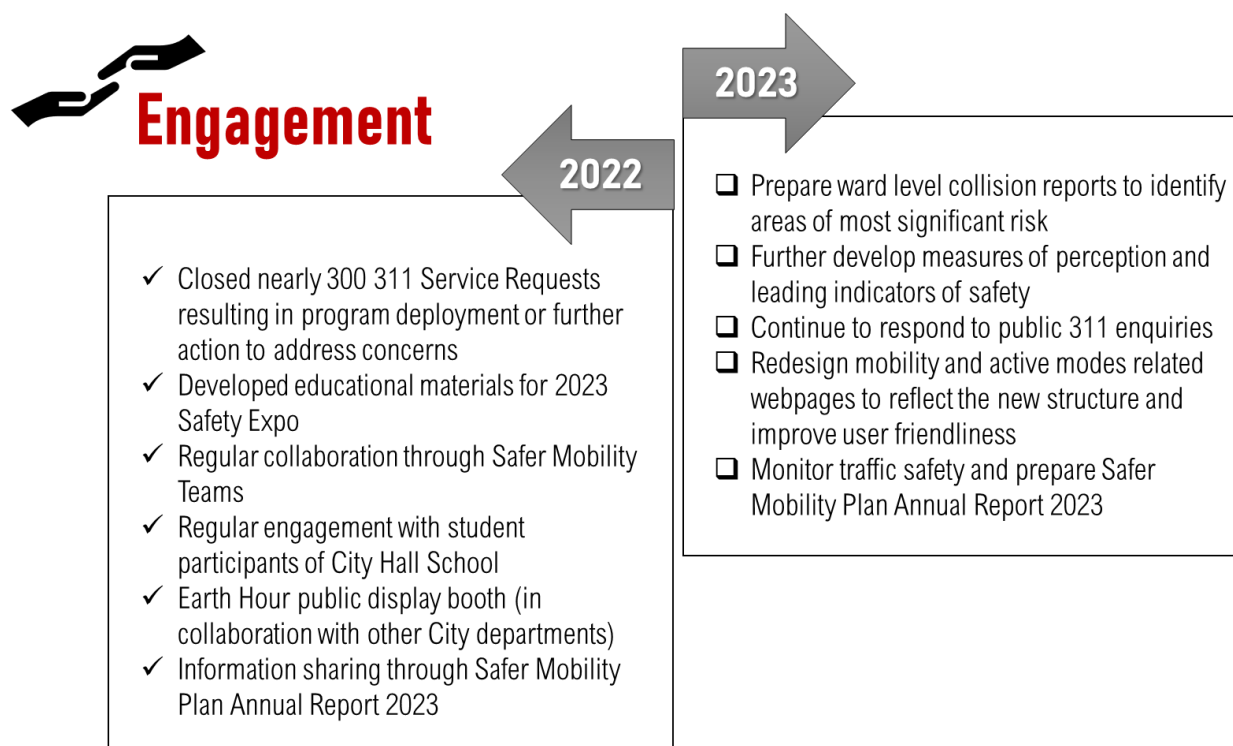 Engagement
2022
✓ Closed nearly 300 311 Service Requests
resulting in program deployment or further
action to address concerns
✓ Developed educational materials for 2023
Safety Expo
✓ Regular collaboration through Safer Mobility
Teams
✓ Regular engagement with student
participants of City Hall School
✓ Earth Hour public display booth (in
collaboration with other City departments)
✓ Information sharing through Safer Mobility
Plan Annual Report 2023
2023
❑ Prepare ward level collision reports to identify
areas of most significant risk
❑ Further develop measures of perception and
leading indicators of safety
❑ Continue to respond to public 311 enquiries
❑ Redesign mobility and active modes related
webpages to reflect the new structure and
improve user friendliness
❑ Monitor traffic safety and prepare Safer
Mobility Plan Annual Report 2023